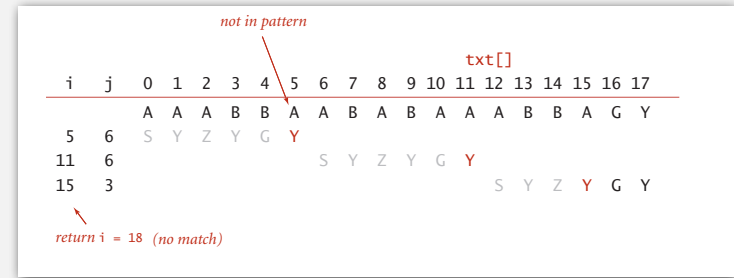 not in pattern
txt[]
i j 0 1 2 3 4 5 6 7 8 9 10 11 12 13 14 15 16 17
A A A B B A A B A B A A A B B A G Y
5 6 S Y Z Y G Y
11 6 S Y Z Y G Y
15 3 S Y Z Y G Y
return i = 18 (no match)